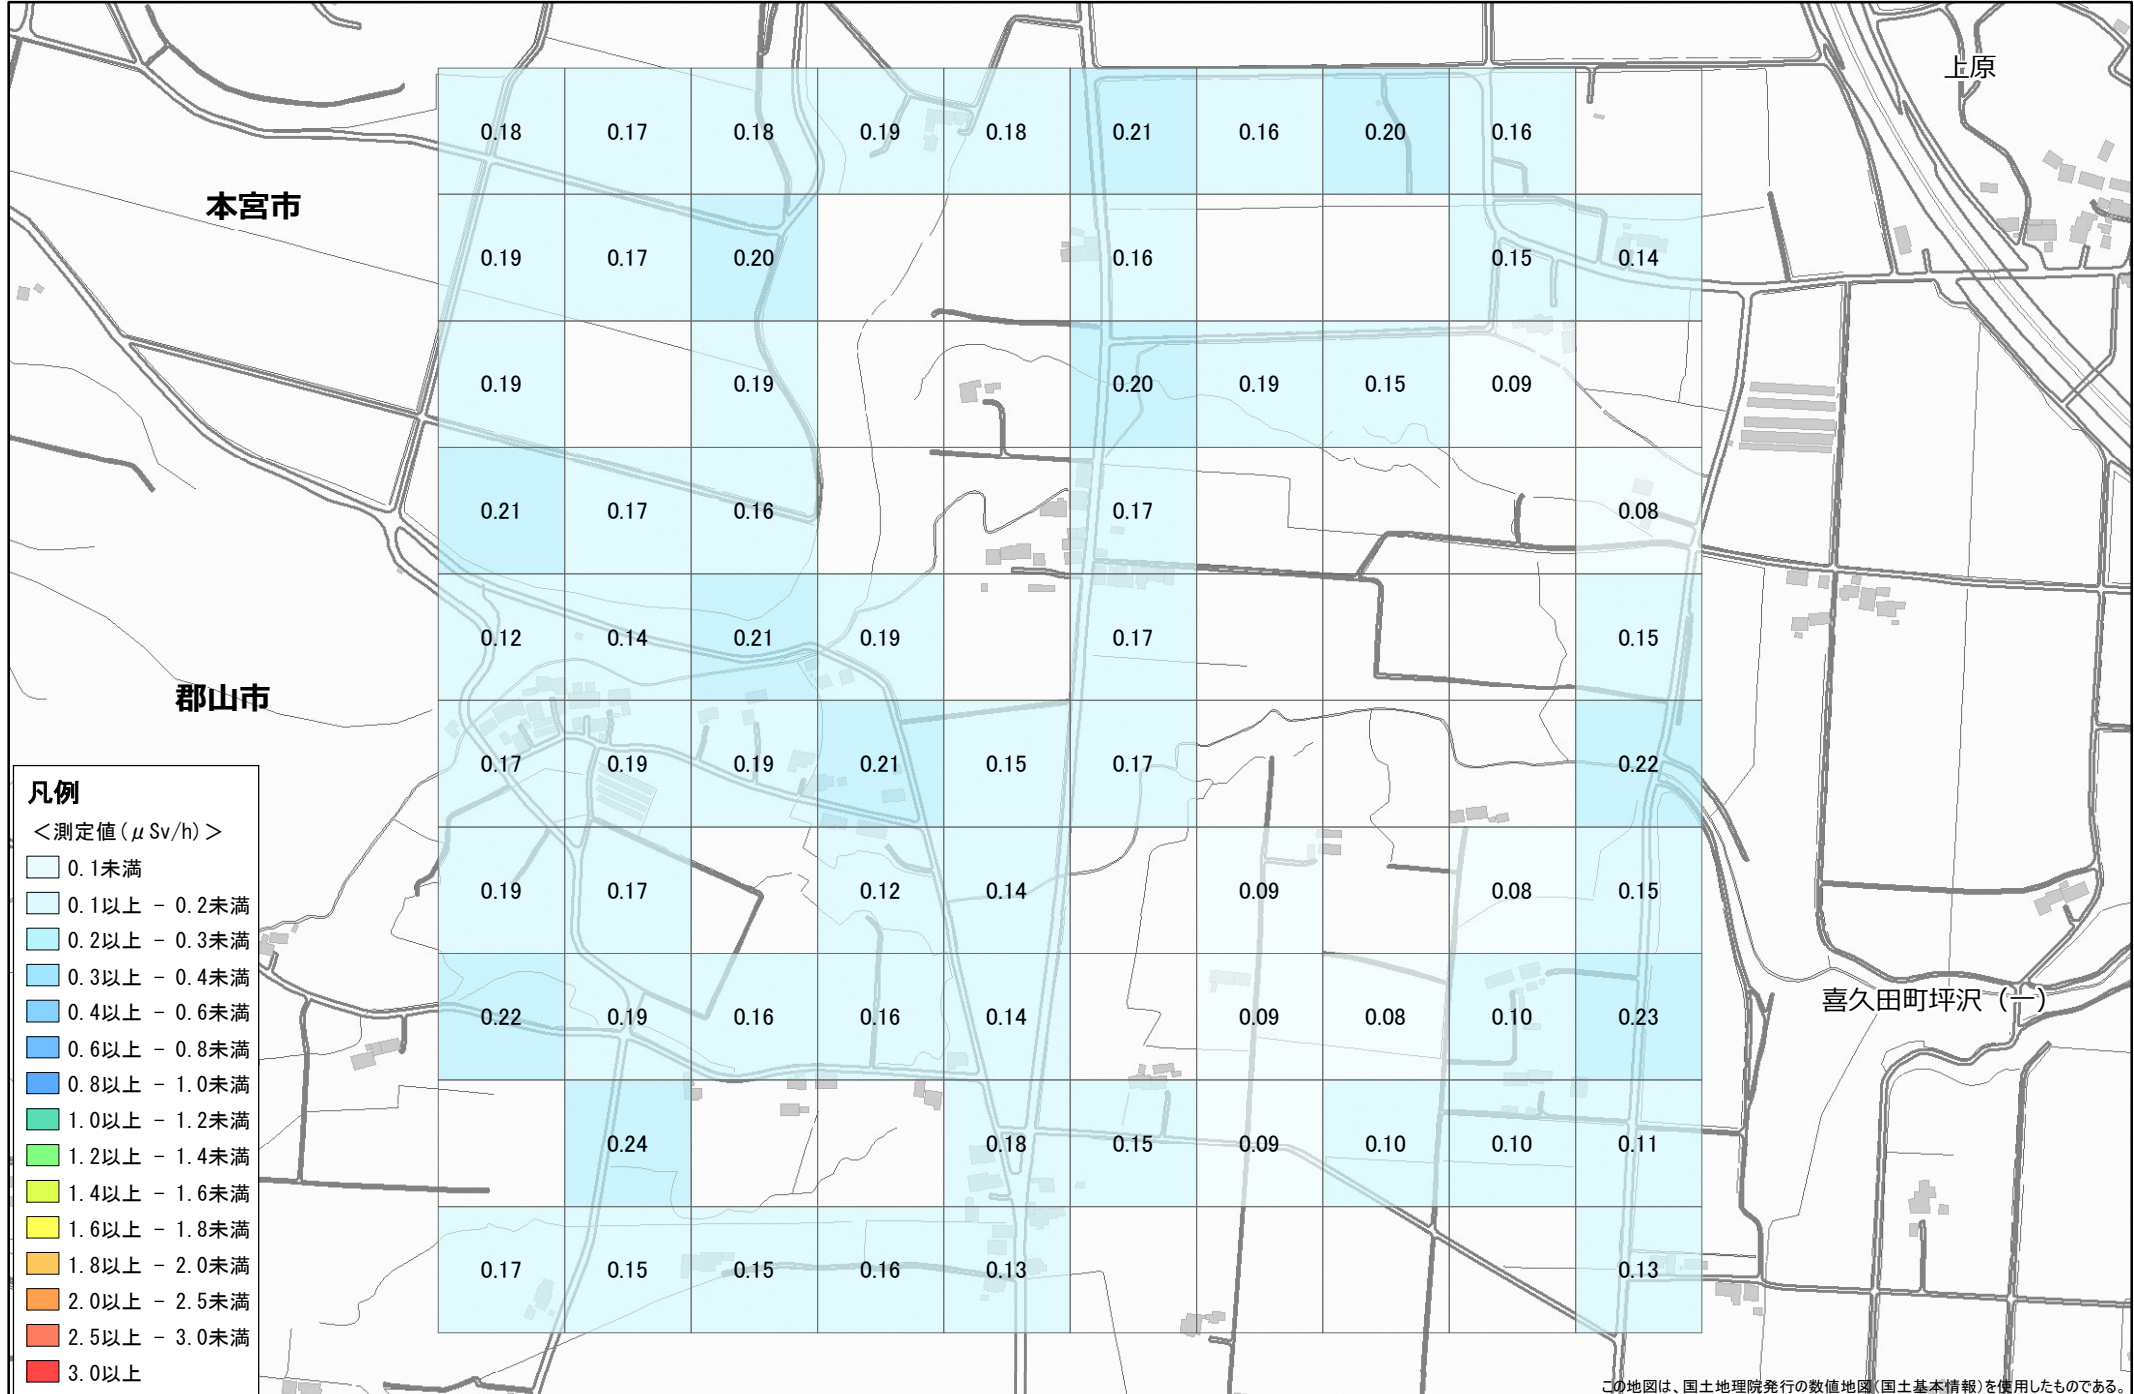 上原
0.18 0.17 0.18 0.19 0.18 0.21 0.16 0.20 0.16
本宮市
0.19 0.17 0.20 0.16 0.15 0.14
0.19 0.19 0.20 0.19 0.15 0.09
0.21 0.17 0.16 0.17 0.08
0.12 0.14 0.21 0.19 0.17 0.15
郡山市
0.17 0.19 0.19 0.21 0.15 0.17 0.22
0.19 0.17 0.12 0.14 0.09 0.08 0.15
喜久田町坪沢（一）
0.22 0.19 0.16 0.16 0.14 0.09 0.08 0.10 0.23
0.24 0.18 0.15 0.09 0.10 0.10 0.11
0.17 0.15 0.15 0.16 0.13 0.13
凡例
＜測定値(μSv/h)＞
0.1未満
0.1以上 － 0.2未満
0.2以上 － 0.3未満
0.3以上 － 0.4未満
0.4以上 － 0.6未満
0.6以上 － 0.8未満
0.8以上 － 1.0未満
1.0以上 － 1.2未満
1.2以上 － 1.4未満
1.4以上 － 1.6未満
1.6以上 － 1.8未満
1.8以上 － 2.0未満
2.0以上 － 2.5未満
2.5以上 － 3.0未満
3.0以上
この地図は、国土地理院発行の数値地図(国土基本情報)を使用したものである。